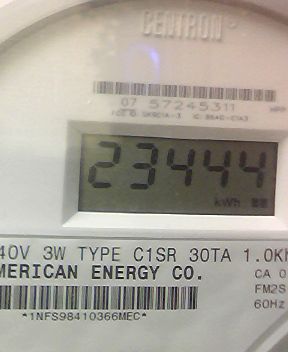 CENTRON
07 57245311
23444
kWh
40V 3W TYPE C1SR 30TA 1.0Kh
MERICAN ENERGY CO.
CA 0
FM2S
60Hz
*1NFS98410366MEC*